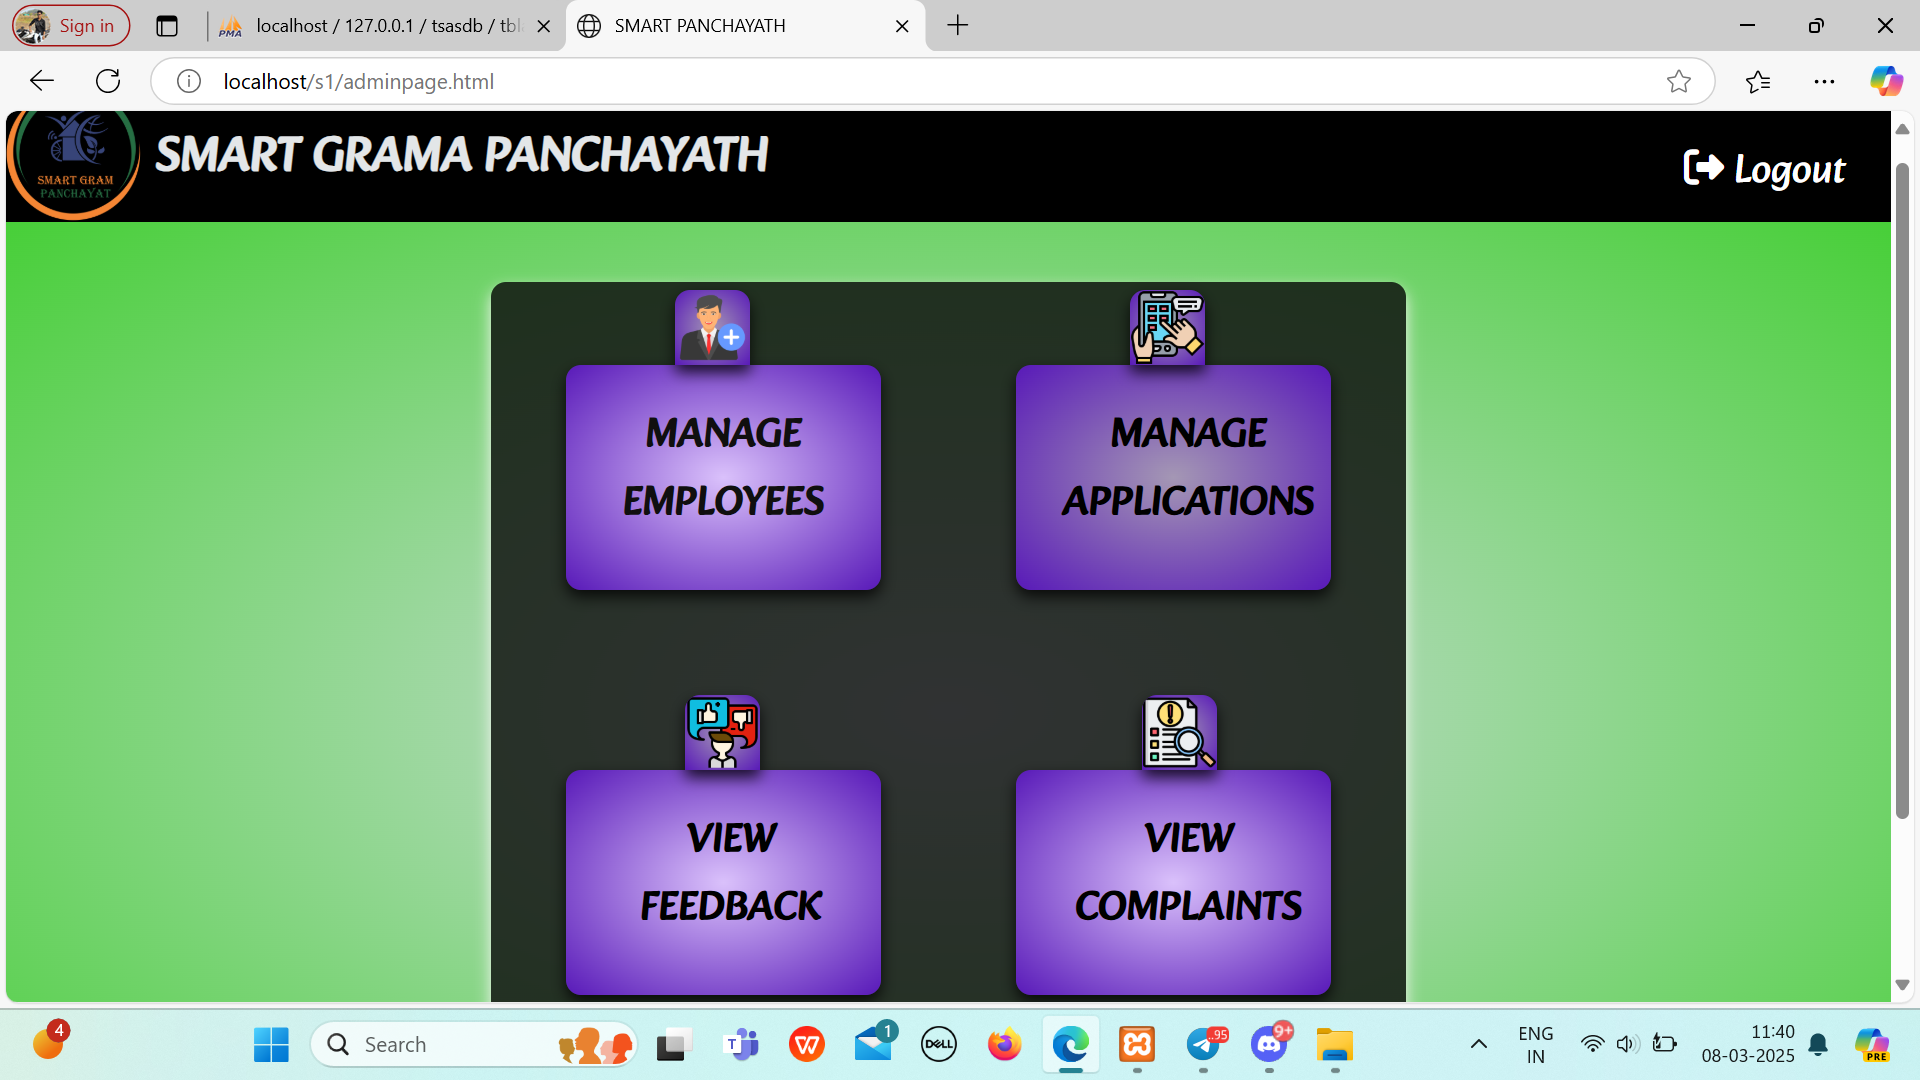 Sign in
localhost / 127.0.0.1 / tsasdb / tbl
SMART PANCHAYATH
localhost/s1/adminpage.html
SMART GRAM
PANCHAYAT
SMART GRAMA PANCHAYATH
Logout
MANAGE
EMPLOYEES
MANAGE
APPLICATIONS
VIEW
FEEDBACK
VIEW
COMPLAINTS
4
Search
1
DELL
.95
9+
ENG
IN
11:40
08-03-2025
PRE